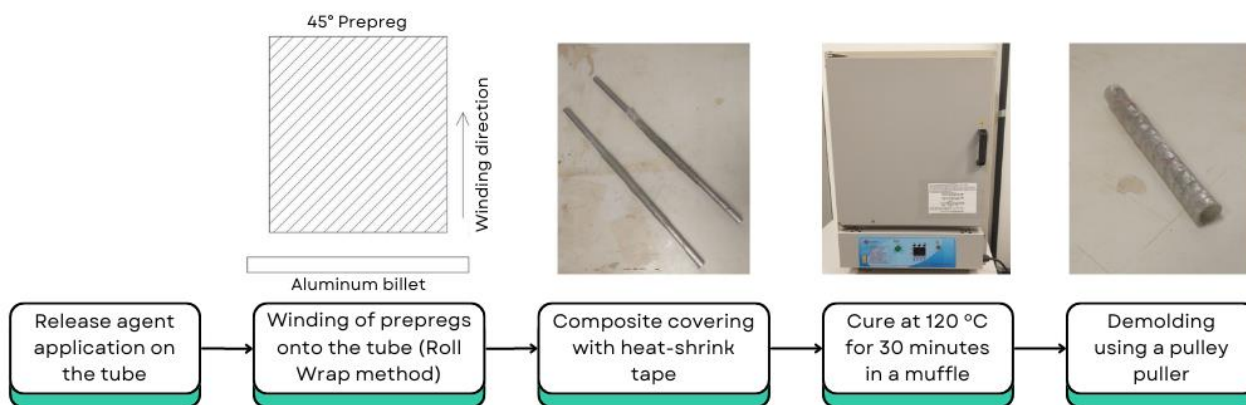 45° Prepreg
Winding direction
Aluminum billet
Release agent
application on
the tube
Winding of prepregs
onto the tube (Roll
Wrap method)
Composite covering
with heat-shrink
tape
Cure at 120 °C
for 30 minutes
in a muffle
Demolding
using a pulley
puller